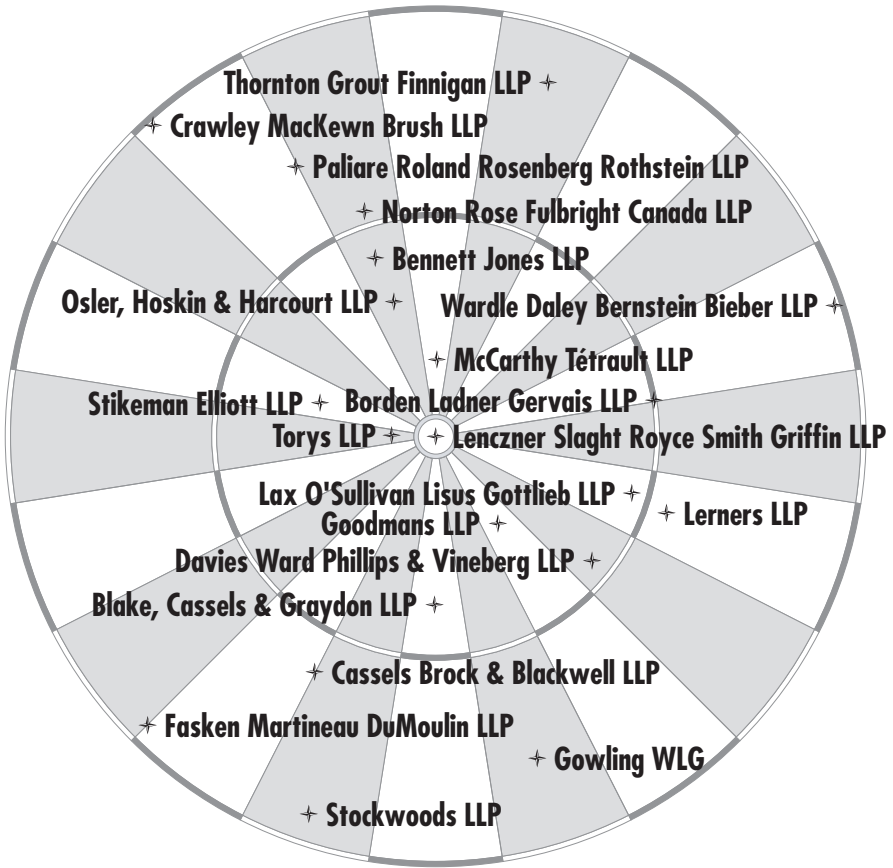 Thornton Grout Finnigan LLP
Crawley MacKewn Brush LLP
Paliare Roland Rosenberg Rothstein LLP
Norton Rose Fulbright Canada LLP
Bennett Jones LLP
Osler, Hoskin & Harcourt LLP
Wardle Daley Bernstein Bieber LLP
McCarthy Tétrault LLP
Stikeman Elliott LLP
Borden Ladner Gervais LLP
Torys LLP
Lenczner Slaght Royce Smith Griffin LLP
Lax O'Sullivan Lisus Gottlieb LLP
Lerners LLP
Goodmans LLP
Davies Ward Phillips & Vineberg LLP
Blake, Cassels & Graydon LLP
Cassels Brock & Blackwell LLP
Fasken Martineau DuMoulin LLP
Gowling WLG
Stockwoods LLP